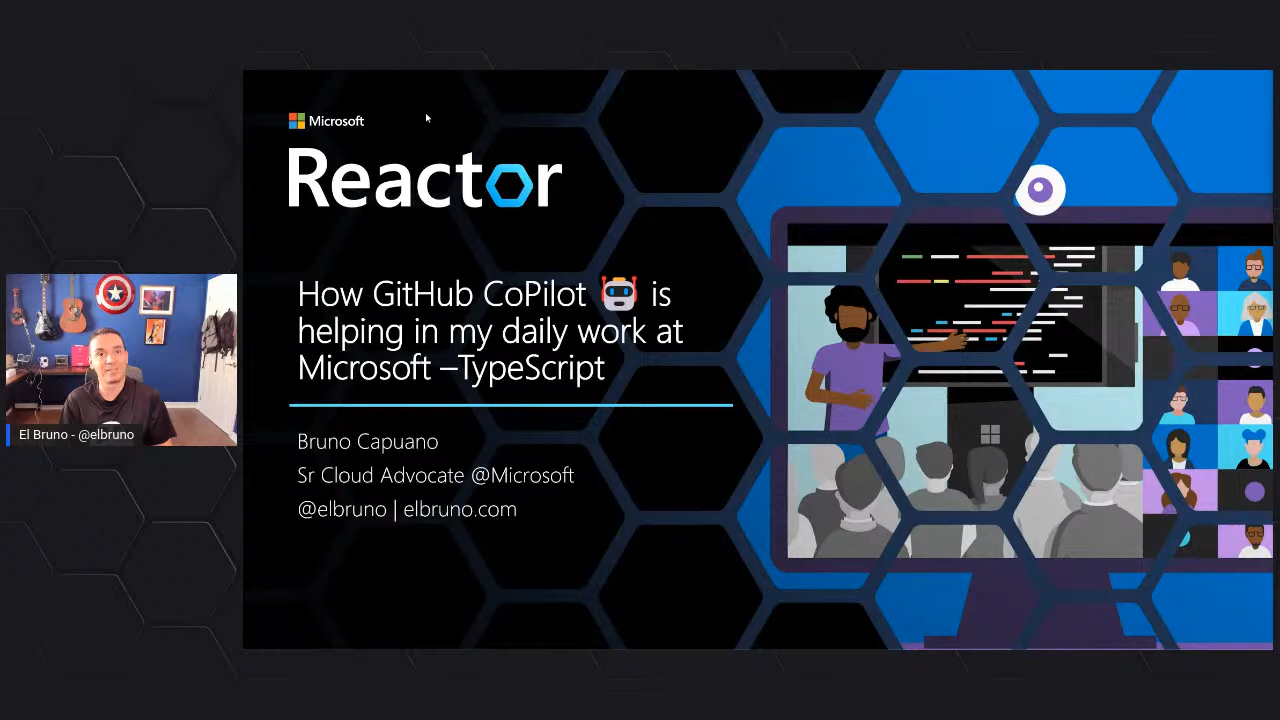 Microsoft
Reactor
How GitHub CoPilot 🤖 is
helping in my daily work at
Microsoft –TypeScript
Bruno Capuano
Sr Cloud Advocate @Microsoft
@elbruno | elbruno.com
El Bruno - @elbruno